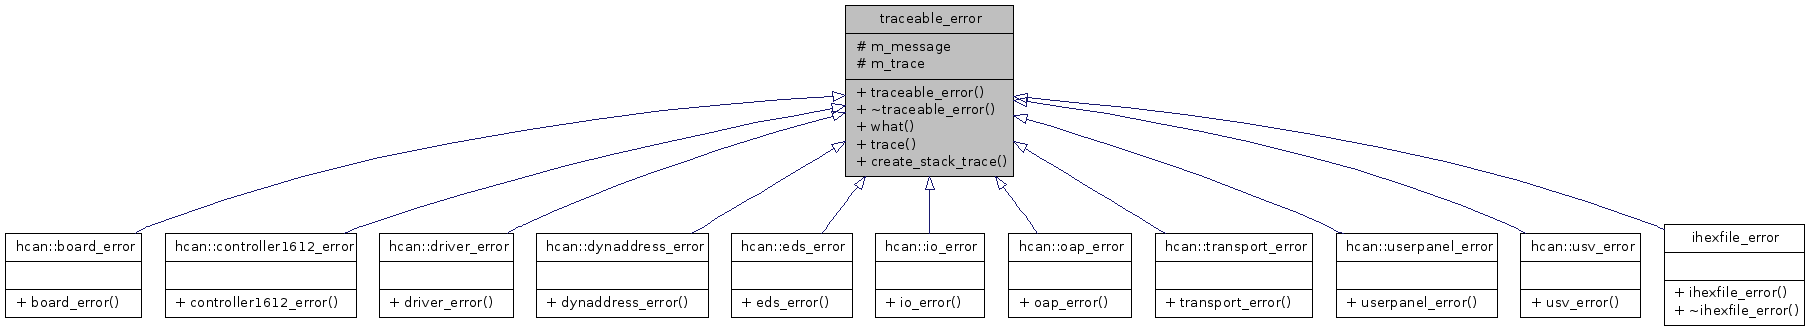 traceable_error
# m_message
# m_trace
+ traceable_error()
+ ~traceable_error()
+ what()
+ trace()
+ create_stack_trace()
hcan::board_error
+ board_error()
hcan::controller1612_error
+ controller1612_error()
hcan::driver_error
+ driver_error()
hcan::dynaddress_error
+ dynaddress_error()
hcan::eds_error
+ eds_error()
hcan::io_error
+ io_error()
hcan::oap_error
+ oap_error()
hcan::transport_error
+ transport_error()
hcan::userpanel_error
+ userpanel_error()
hcan::usv_error
+ usv_error()
ihexfile_error
+ ihexfile_error()
+ ~ihexfile_error()